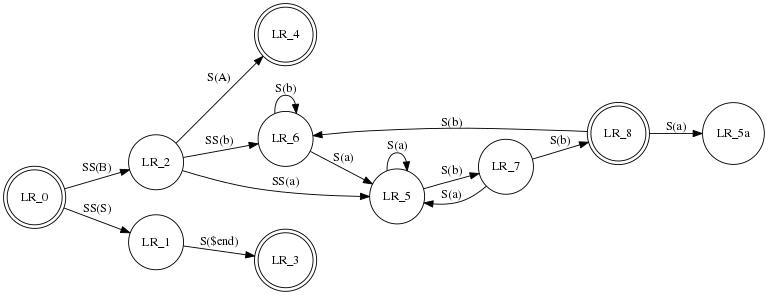 LR_4
S(A)
S(b)
S(b)
LR_8
S(a)
LR_5a
SS(b)
LR_6
S(b)
S(a)
S(a)
LR_2
SS(B)
SS(a)
S(b)
LR_7
S(a)
LR_5
LR_0
SS(S)
LR_1
S($end)
LR_3